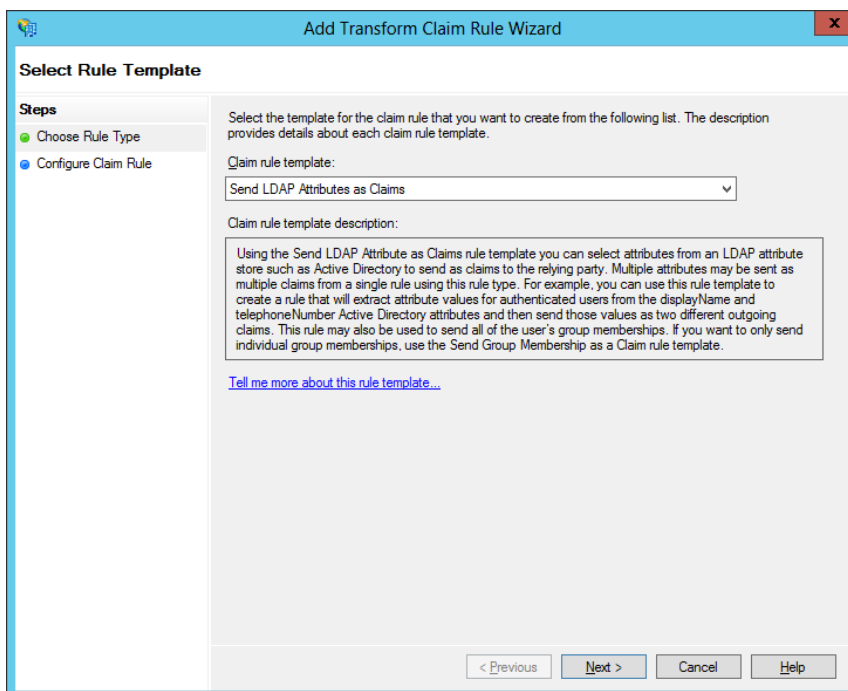 Add Transform Claim Rule Wizard
x
Select Rule Template
Steps
Choose Rule Type
Configure Claim Rule
Select the template for the claim rule that you want to create from the following list. The description
provides details about each claim rule template.
Claim rule template:
Send LDAP Attributes as Claims
Claim rule template description:
Using the Send LDAP Attribute as Claims rule template you can select attributes from an LDAP attribute
store such as Active Directory to send as claims to the relying party. Multiple attributes may be sent as
multiple claims from a single rule using this rule type. For example, you can use this rule template to
create a rule that will extract attribute values for authenticated users from the displayName and
telephoneNumber Active Directory attributes and then send those values as two different outgoing
claims. This rule may also be used to send all of the user's group memberships. If you want to only send
individual group memberships, use the Send Group Membership as a Claim rule template.
Tell me more about this rule template...
< Previous
Next >
Cancel
Help